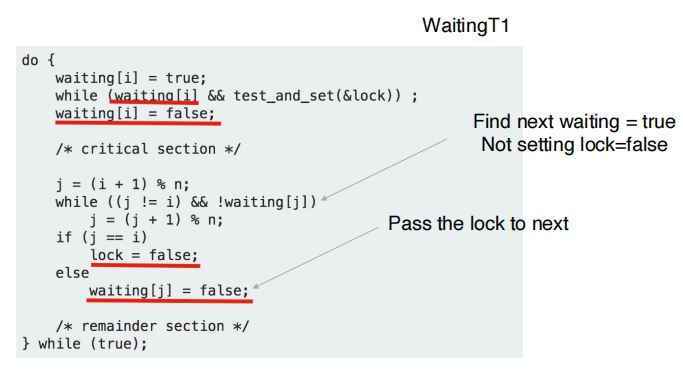 WaitingT1
do {
    waiting[i] = true;
    while (waiting[i] && test_and_set(&lock)) ;
    waiting[i] = false;
    /* critical section */
    j = (i + 1) % n;
    while ((j != i) && !waiting[j])
        j = (j + 1) % n;
    if (j == i)
        lock = false;
    else
        waiting[j] = false;
    /* remainder section */
} while (true);
Find next waiting = true
Not setting lock=false
Pass the lock to next